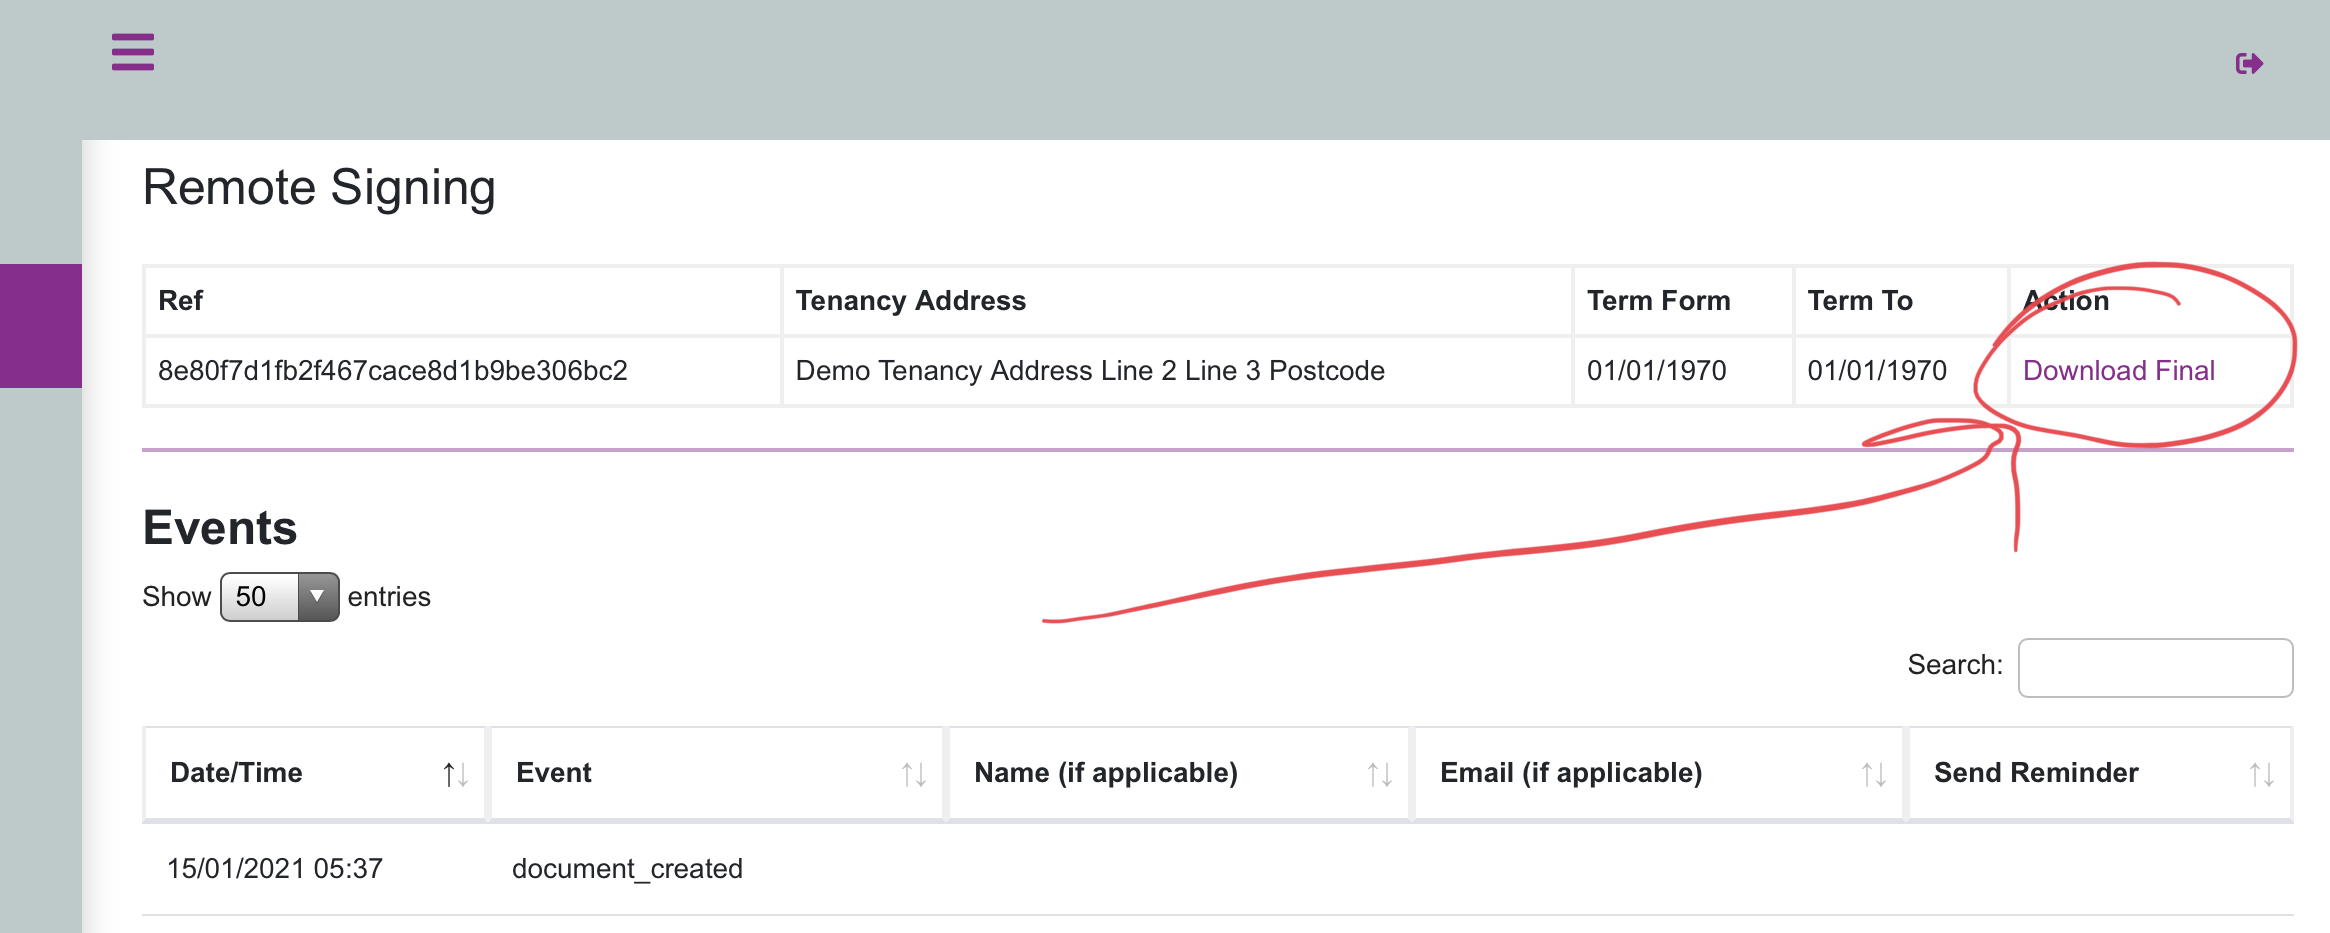 Remote Signing
Ref Tenancy Address Term Form Term To Action
8e80f7d1fb2f467cace8d1b9be306bc2 Demo Tenancy Address Line 2 Line 3 Postcode 01/01/1970 01/01/1970 Download Final
Events
Show 50 entries
Search:
Date/Time Event Name (if applicable) Email (if applicable) Send Reminder
15/01/2021 05:37 document_created